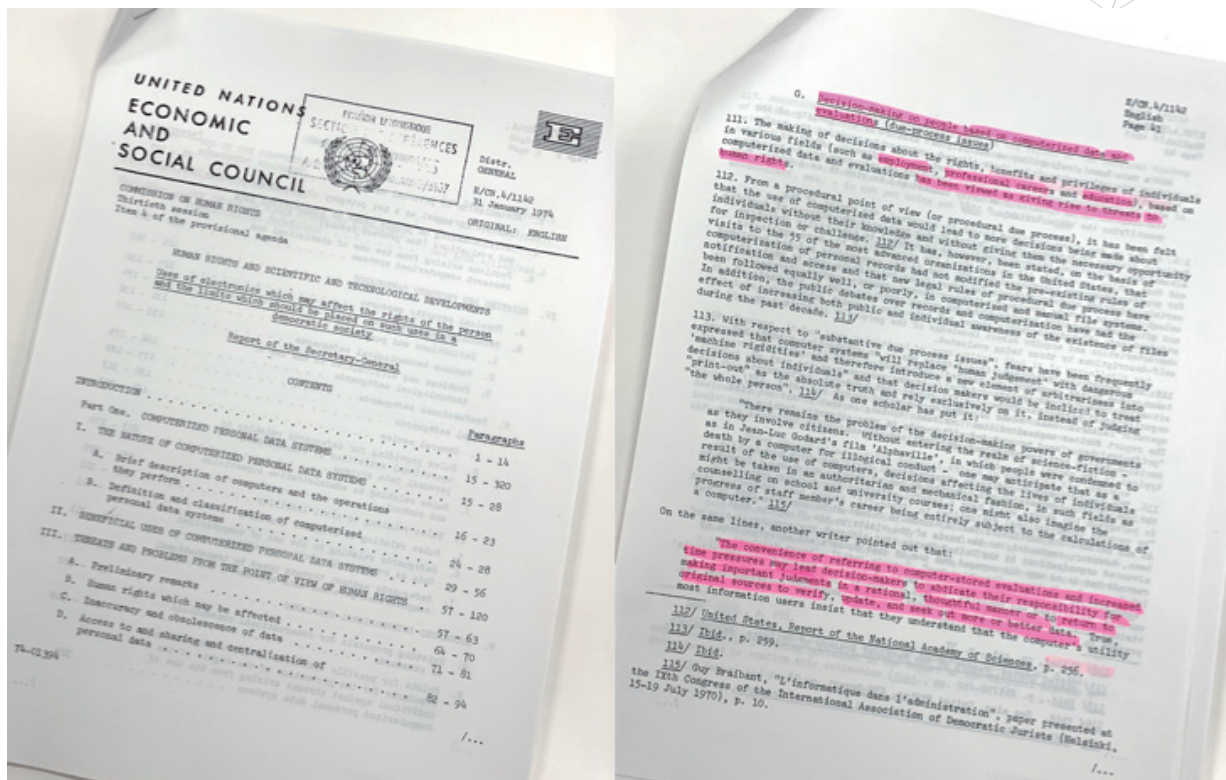 UNITED NATIONS
ECONOMIC
AND
SOCIAL COUNCIL
Distr.
GENERAL
E/CN.4/1142
31 January 1974
ORIGINAL: ENGLISH
COMMISSION ON HUMAN RIGHTS
Thirtieth session
Item 4 of the provisional agenda
HUMAN RIGHTS AND SCIENTIFIC AND TECHNOLOGICAL DEVELOPMENTS
Uses of electronics which may affect the rights of the person
and the limits which should be placed on such uses in a
democratic society
Report of the Secretary-General
CONTENTS
Paragraphs
INTRODUCTION 1 - 14
Part One. COMPUTERIZED PERSONAL DATA SYSTEMS 15 - 320
I. THE NATURE OF COMPUTERIZED PERSONAL DATA SYSTEMS 15 - 28
A. Brief description of computers and the operations
they perform 16 - 23
B. Definition and classification of computerized
personal data systems 24 - 28
II. BENEFICIAL USES OF COMPUTERIZED PERSONAL DATA SYSTEMS 29 - 56
III. THREATS AND PROBLEMS FROM THE POINT OF VIEW OF HUMAN RIGHTS 57 - 120
A. Preliminary remarks 57 - 63
B. Human rights which may be affected 64 - 70
C. Inaccuracy and obsolescence of data 71 - 81
D. Access to and sharing and centralization of
personal data 82 - 94
74-01394
/...
E/CN.4/1142
English
Page 41
G. Decision-making on people based on computerized data and
evaluations (due-process issues)
111. The making of decisions about the rights, benefits and privileges of individuals
in various fields (such as employment, professional careers and education), based on
computerized data and evaluations has been viewed as giving rise to threats to
human rights.
112. From a procedural point of view (or procedural due process), it has been felt
that the use of computerized data would lead to more decisions being made about
individuals without their knowledge and without giving them the necessary opportunity
for inspection or challenge. 112/ It has, however, been stated, on the basis of
visits to the 55 of the most advanced organizations in the United States, that
computerization of personal records had not modified the pre-existing rules of
notification and access and that new legal rules of procedural due process here
been followed equally well, or poorly, in computerized and manual file systems.
In addition, the public debates over records and computerization have had the
effect of increasing both public and individual awareness of the existence of files
during the past decade. 113/
113. With respect to "substantive due process issues", fears have been frequently
expressed that computer systems "will replace 'human judgement' with dangerous
'machine rigidities' and therefore introduce a new element of arbitrariness into
decisions about individuals" and that decision makers would be inclined to treat
"print-out" as the absolute truth and rely exclusively on it, instead of judging
"the whole person". 114/ As one scholar has put it:
"There remains the problem of the decision-making powers of governments
as they involve citizens. Without entering the realm of science-fiction -
as in Jean-Luc Godard's film 'Alphaville', in which people were condemned to
death by a computer for illogical conduct - one may anticipate that as a
result of the use of computers, decisions affecting the lives of individuals
might be taken in an authoritarian and mechanical fashion, in such fields as
counselling on school and university courses; one might also imagine the
progress of staff member's career being entirely subject to the calculations of
a computer." 115/
On the same lines, another writer pointed out that:
"The convenience of referring to computer-stored evaluations and increased
time pressures may lead decision-makers to abdicate their responsibility for
making important judgments in a rational, thoughtful manner or to return to
original sources to verify, update, and seek out more or better data. True
most information users insist that they understand that the computer's utility
112/ United States, Report of the National Academy of Sciences, p. 256.
113/ Ibid., p. 259.
114/ Ibid.
115/ Guy Braibant, "L'informatique dans l'administration", paper presented at
the IXth Congress of the International Association of Democratic Jurists (Helsinki,
15-19 July 1970), p. 10.
/...